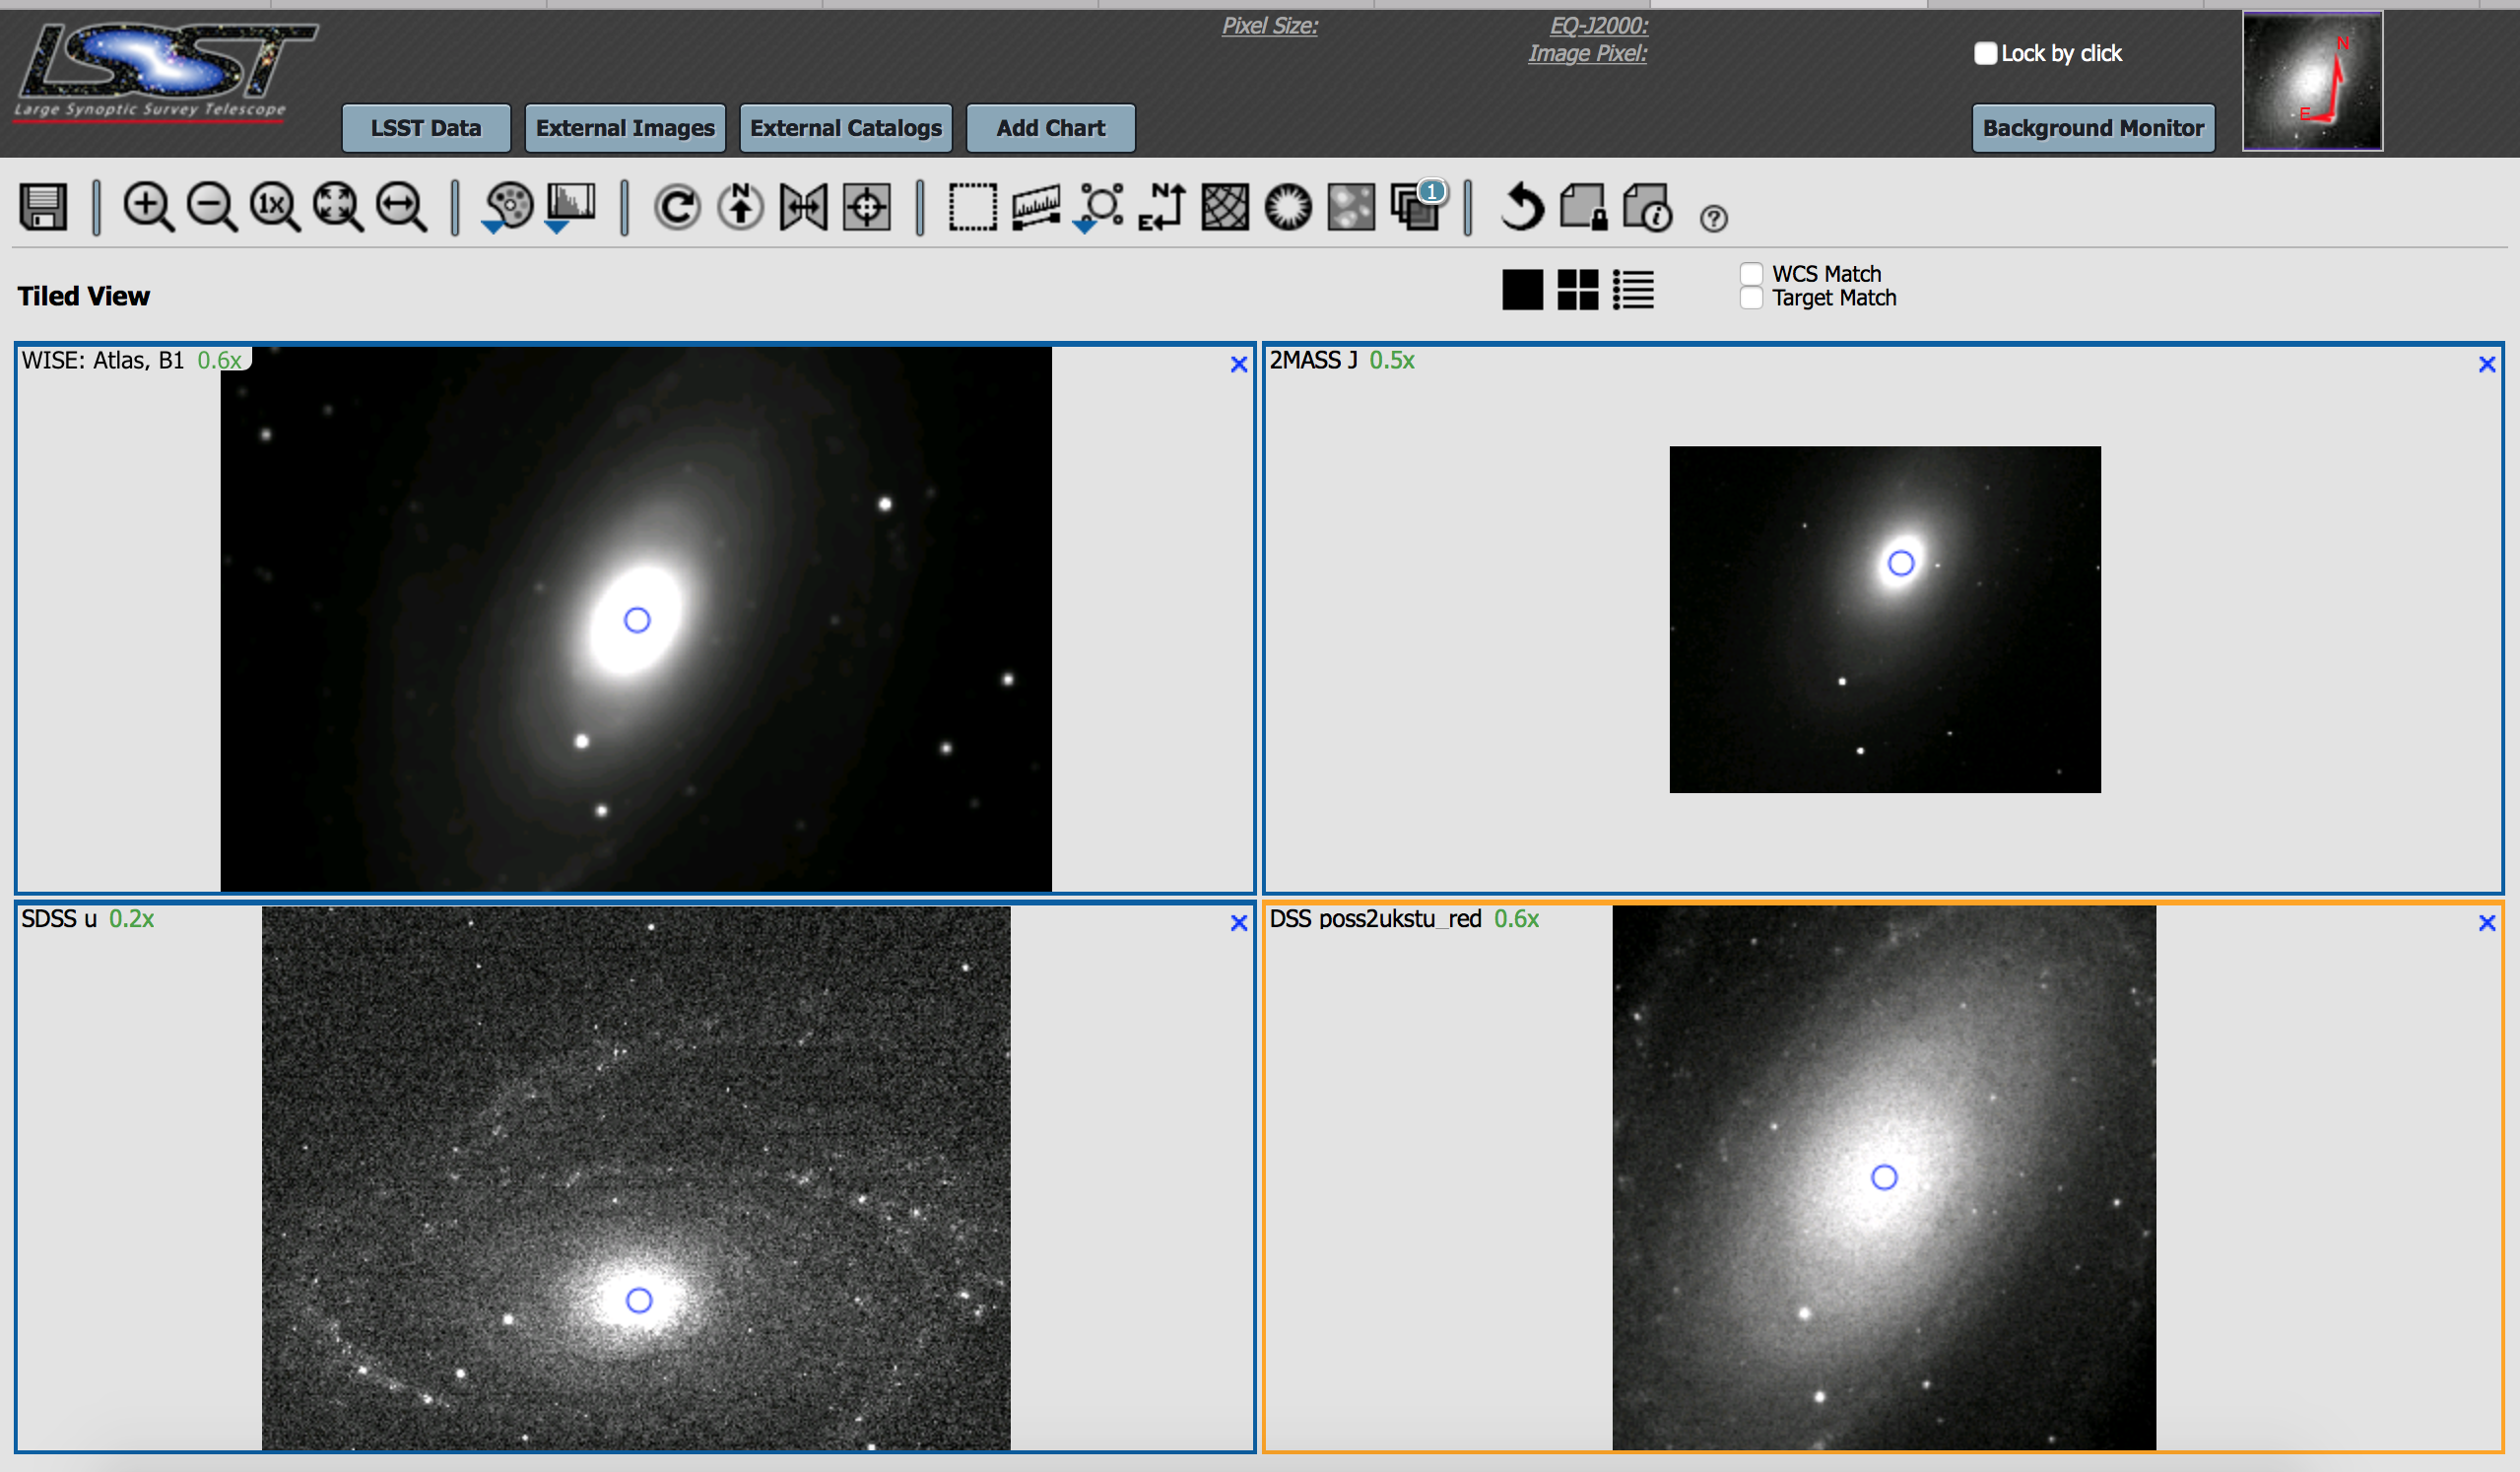 LSST
Large Synoptic Survey Telescope
Pixel Size:
EQ-J2000:
Image Pixel:
Lock by click
N
E
LSST Data
External Images
External Catalogs
Add Chart
Background Monitor
1x
N
N
E
1
i
?
Tiled View
WCS Match
Target Match
WISE: Atlas, B1 0.6x
2MASS J 0.5x
SDSS u 0.2x
DSS poss2ukstu_red 0.6x